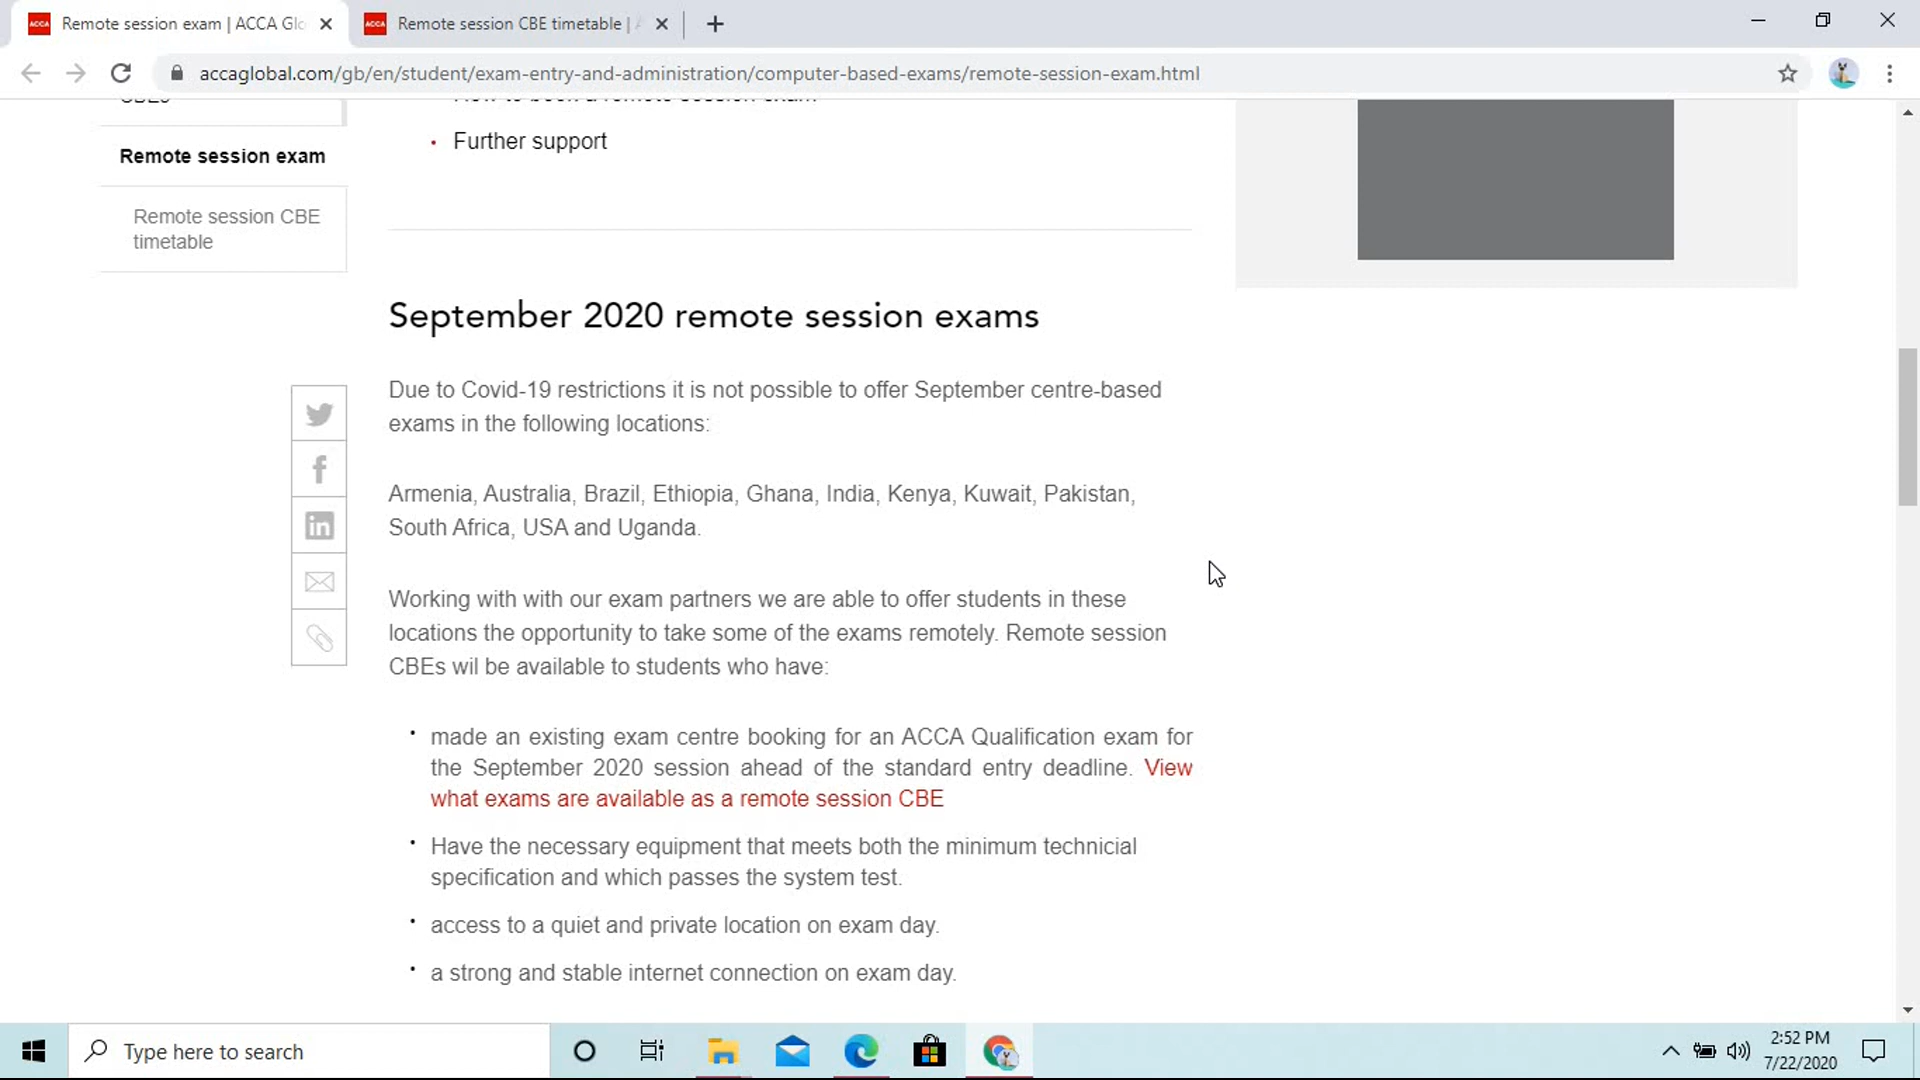 Remote session exam | ACCA Glo
Remote session CBE timetable |
accaglobal.com/gb/en/student/exam-entry-and-administration/computer-based-exams/remote-session-exam.html
CBEs
How to book a remote session exam
Further support
Remote session exam
Remote session CBE
timetable
September 2020 remote session exams
Due to Covid-19 restrictions it is not possible to offer September centre-based
exams in the following locations:
Armenia, Australia, Brazil, Ethiopia, Ghana, India, Kenya, Kuwait, Pakistan,
South Africa, USA and Uganda.
Working with with our exam partners we are able to offer students in these
locations the opportunity to take some of the exams remotely. Remote session
CBEs wil be available to students who have:
made an existing exam centre booking for an ACCA Qualification exam for
the September 2020 session ahead of the standard entry deadline. View
what exams are available as a remote session CBE
Have the necessary equipment that meets both the minimum technicial
specification and which passes the system test.
access to a quiet and private location on exam day.
a strong and stable internet connection on exam day.
Type here to search
2:52 PM
7/22/2020